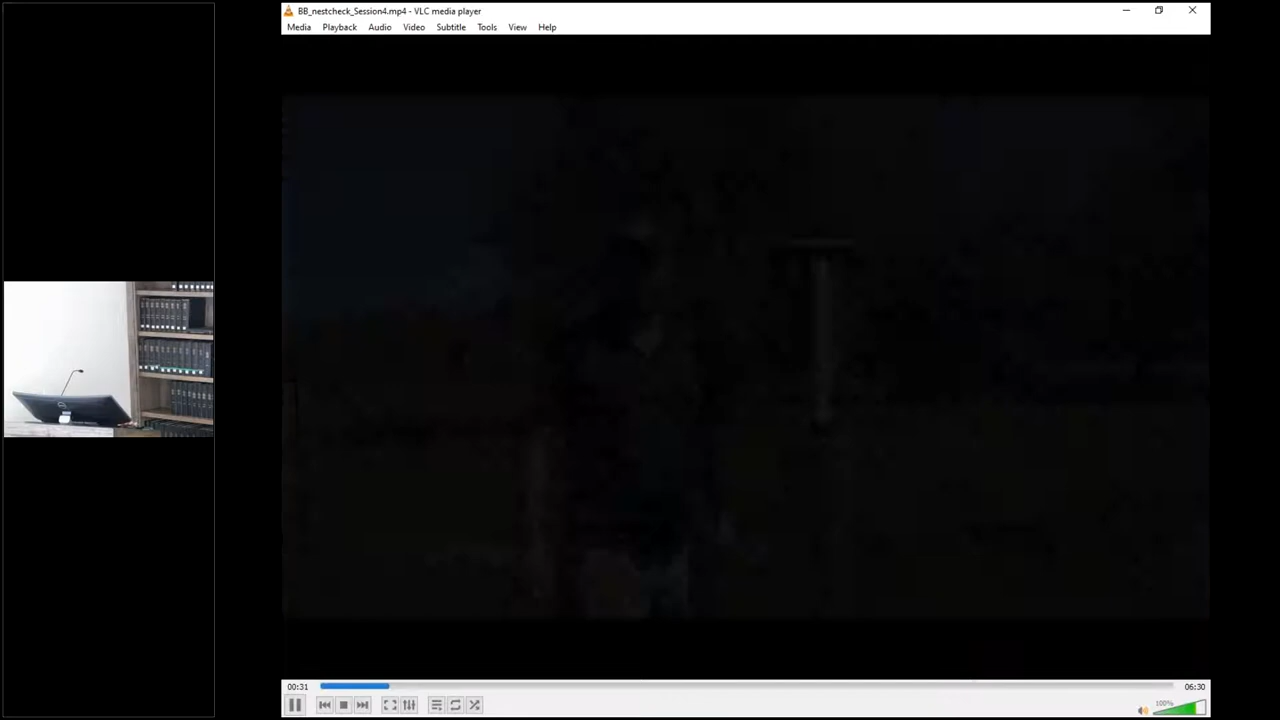 BB_nestcheck_Session4.mp4 - VLC media player
Media Playback Audio Video Subtitle Tools View Help
00:31
06:30
100%